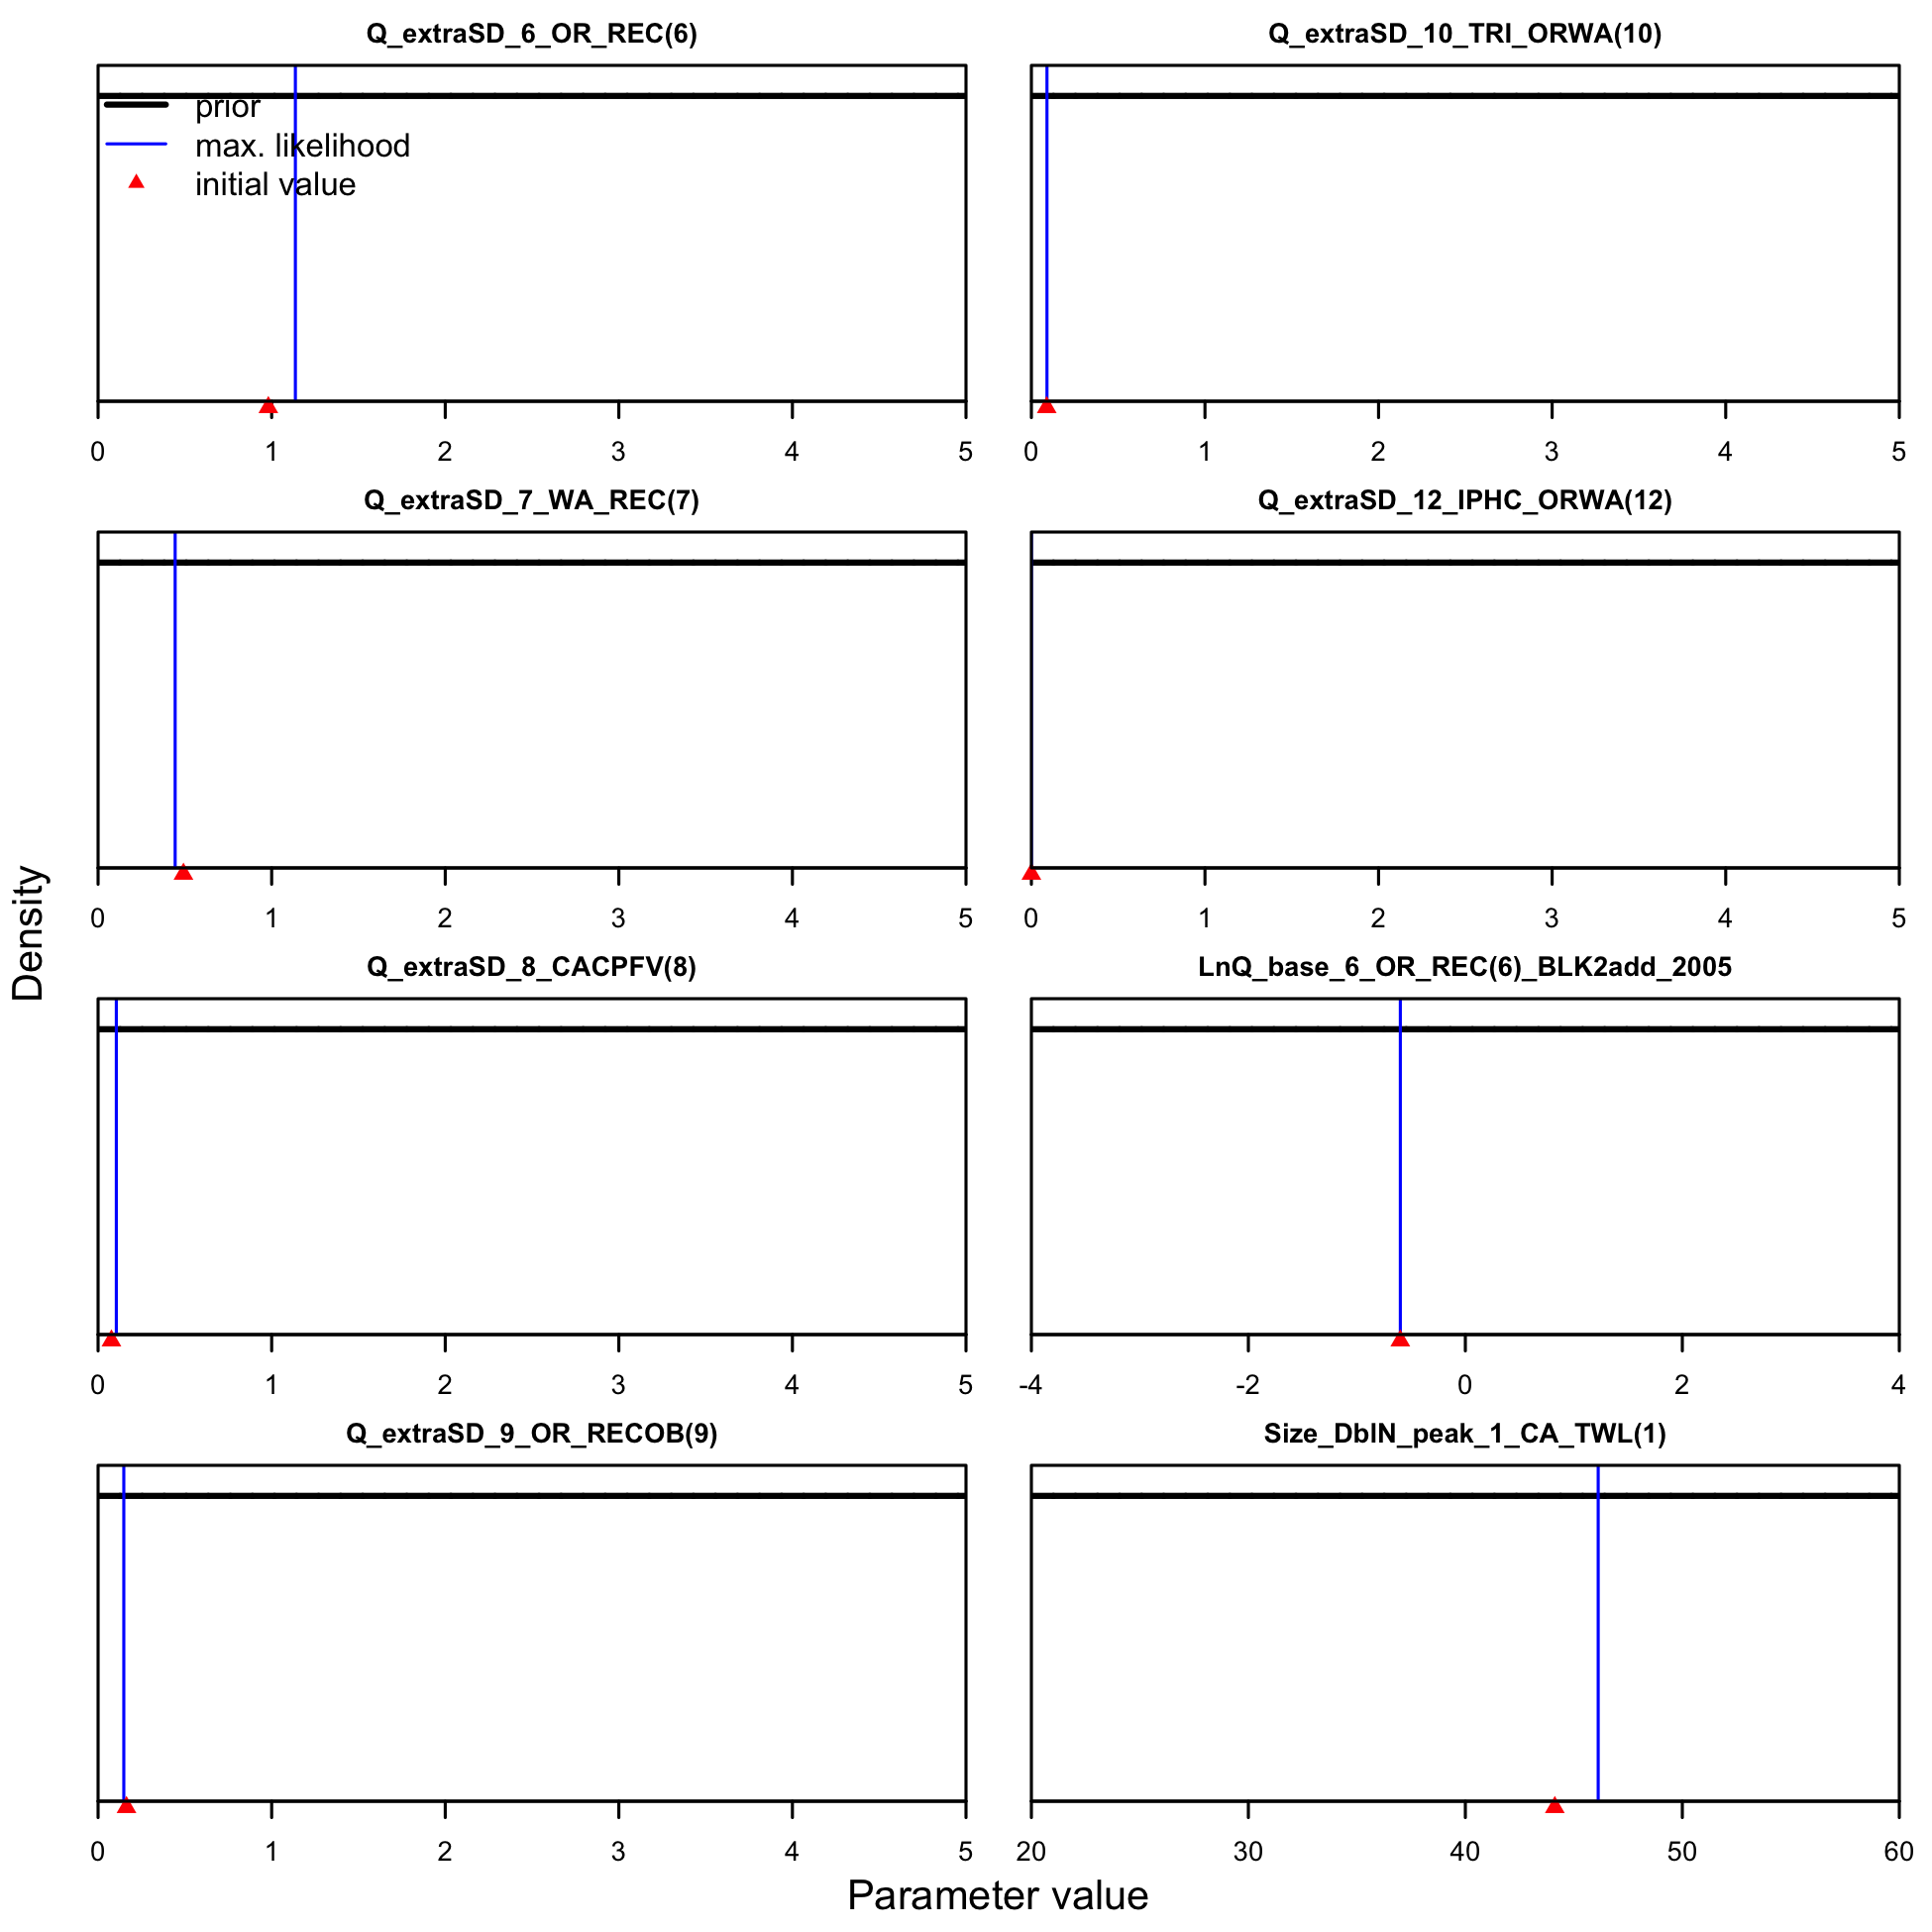 Q_extraSD_6_OR_REC(6)
prior
max. likelihood
initial value
0 1 2 3 4 5
Q_extraSD_10_TRI_ORWA(10)
0 1 2 3 4 5
Q_extraSD_7_WA_REC(7)
0 1 2 3 4 5
Q_extraSD_12_IPHC_ORWA(12)
0 1 2 3 4 5
Q_extraSD_8_CACPFV(8)
0 1 2 3 4 5
LnQ_base_6_OR_REC(6)_BLK2add_2005
-4 -2 0 2 4
Q_extraSD_9_OR_RECOB(9)
0 1 2 3 4 5
Size_DblN_peak_1_CA_TWL(1)
20 30 40 50 60
Density
Parameter value